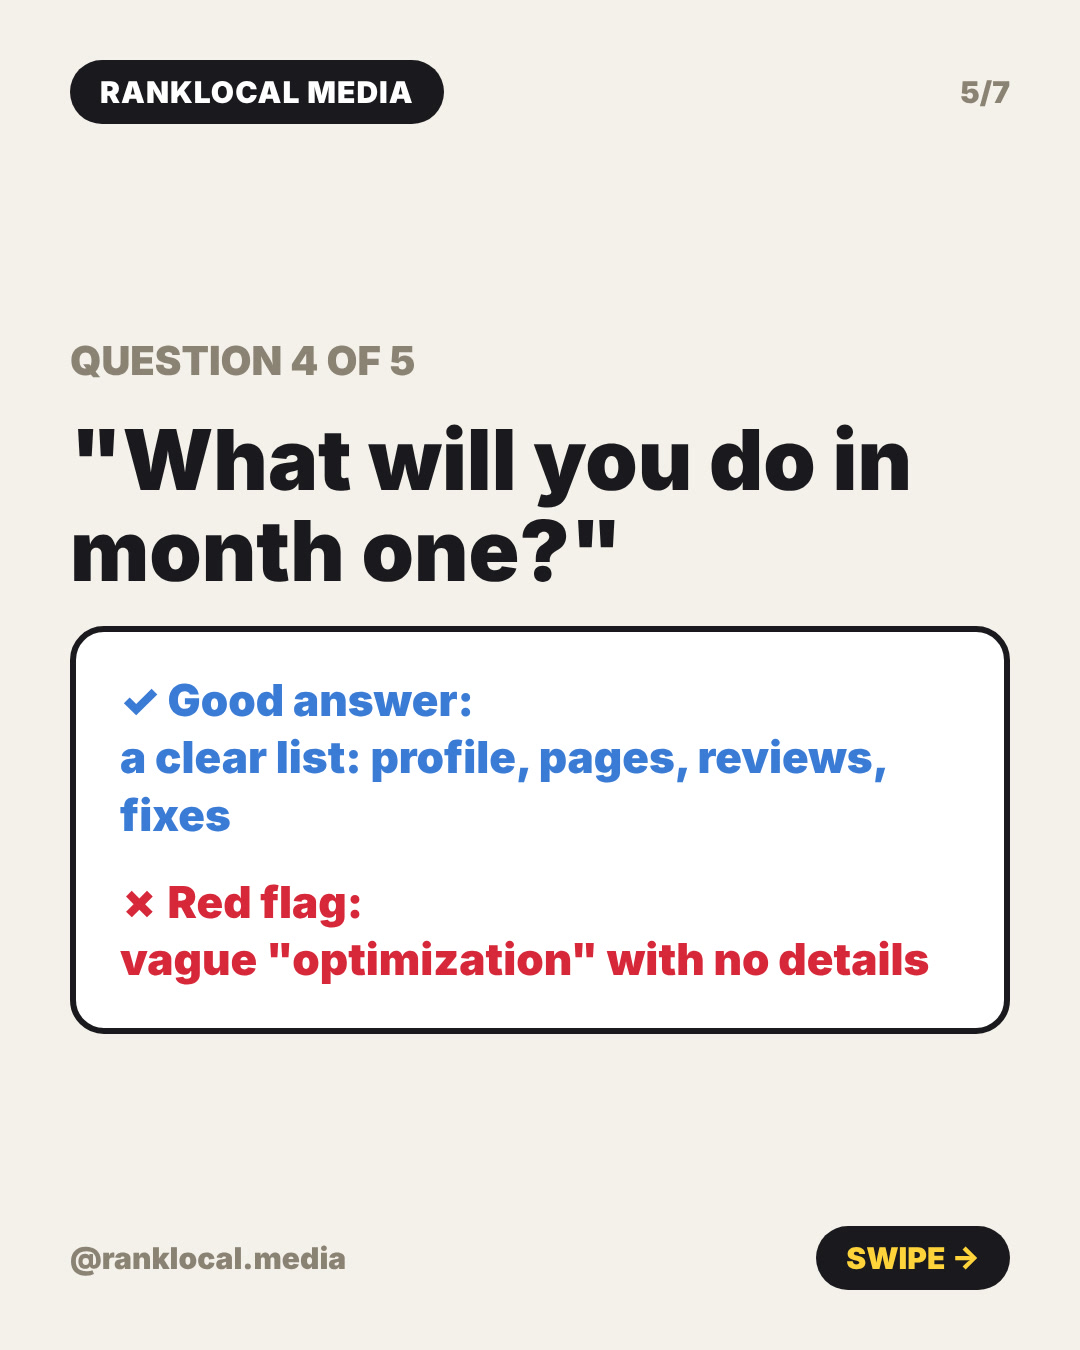 RANKLOCAL MEDIA
5/7
QUESTION 4 OF 5
"What will you do in
month one?"
✓ Good answer:
a clear list: profile, pages, reviews,
fixes
✗ Red flag:
vague "optimization" with no details
@ranklocal.media
SWIPE →